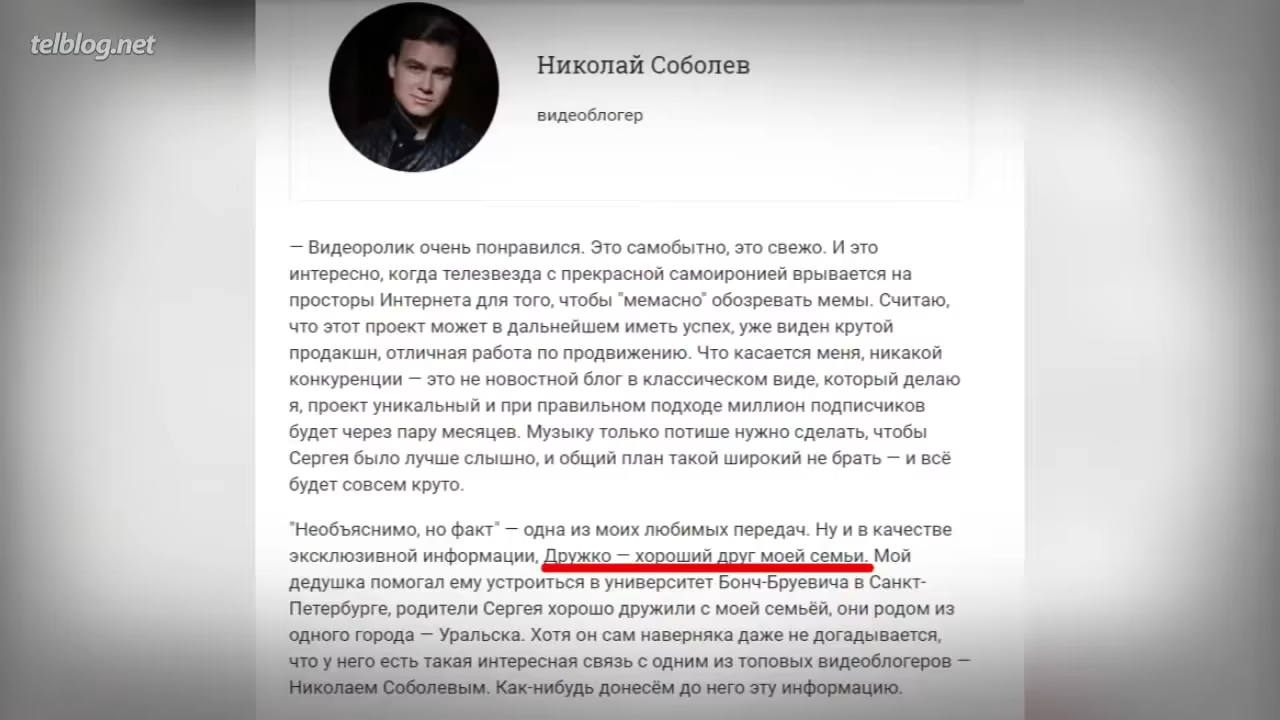 telblog.net
Николай Соболев
видеоблогер
— Видеоролик очень понравился. Это самобытно, это свежо. И это
интересно, когда телезвезда с прекрасной самоиронией врывается на
просторы Интернета для того, чтобы "мемасно" обозревать мемы. Считаю,
что этот проект может в дальнейшем иметь успех, уже виден крутой
продакшн, отличная работа по продвижению. Что касается меня, никакой
конкуренции — это не новостной блог в классическом виде, который делаю
я, проект уникальный и при правильном подходе миллион подписчиков
будет через пару месяцев. Музыку только потише нужно сделать, чтобы
Сергея было лучше слышно, и общий план такой широкий не брать — и всё
будет совсем круто.
"Необъяснимо, но факт" — одна из моих любимых передач. Ну и в качестве
эксклюзивной информации, Дружко — хороший друг моей семьи. Мой
дедушка помогал ему устроиться в университет Бонч-Бруевича в Санкт-
Петербурге, родители Сергея хорошо дружили с моей семьёй, они родом из
одного города — Уральска. Хотя он сам наверняка даже не догадывается,
что у него есть такая интересная связь с одним из топовых видеоблогеров —
Николаем Соболевым. Как-нибудь донесём до него эту информацию.